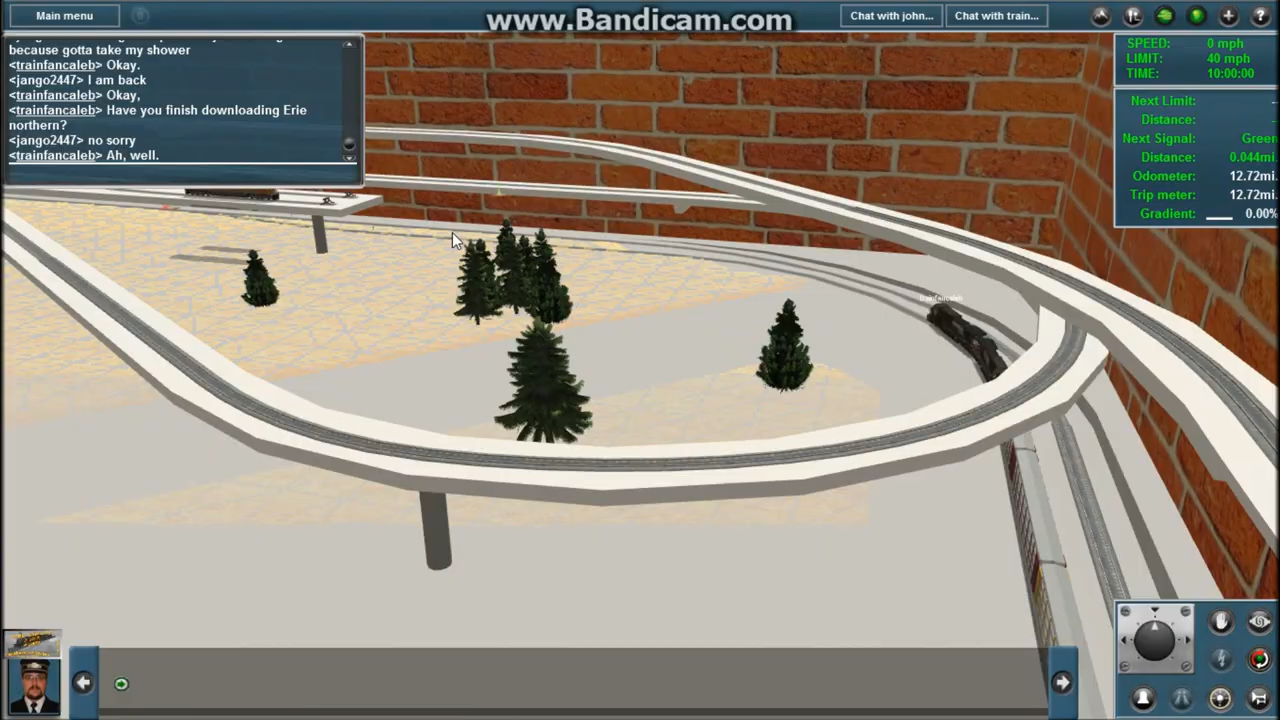 Main menu
www.Bandicam.com
Chat with john...
Chat with train...
because gotta take my shower
<trainfancaleb> Okay.
<jango2447> I am back
<trainfancaleb> Okay,
<trainfancaleb> Have you finish downloading Erie
northern?
<jango2447> no sorry
<trainfancaleb> Ah, well.
SPEED: 0 mph
LIMIT: 40 mph
TIME: 10:00:00
Next Limit: -
Distance: -
Next Signal: Green
Distance: 0.044mi.
Odometer: 12.72mi.
Trip meter: 12.72mi.
Gradient: 0.00%
trainfancaleb